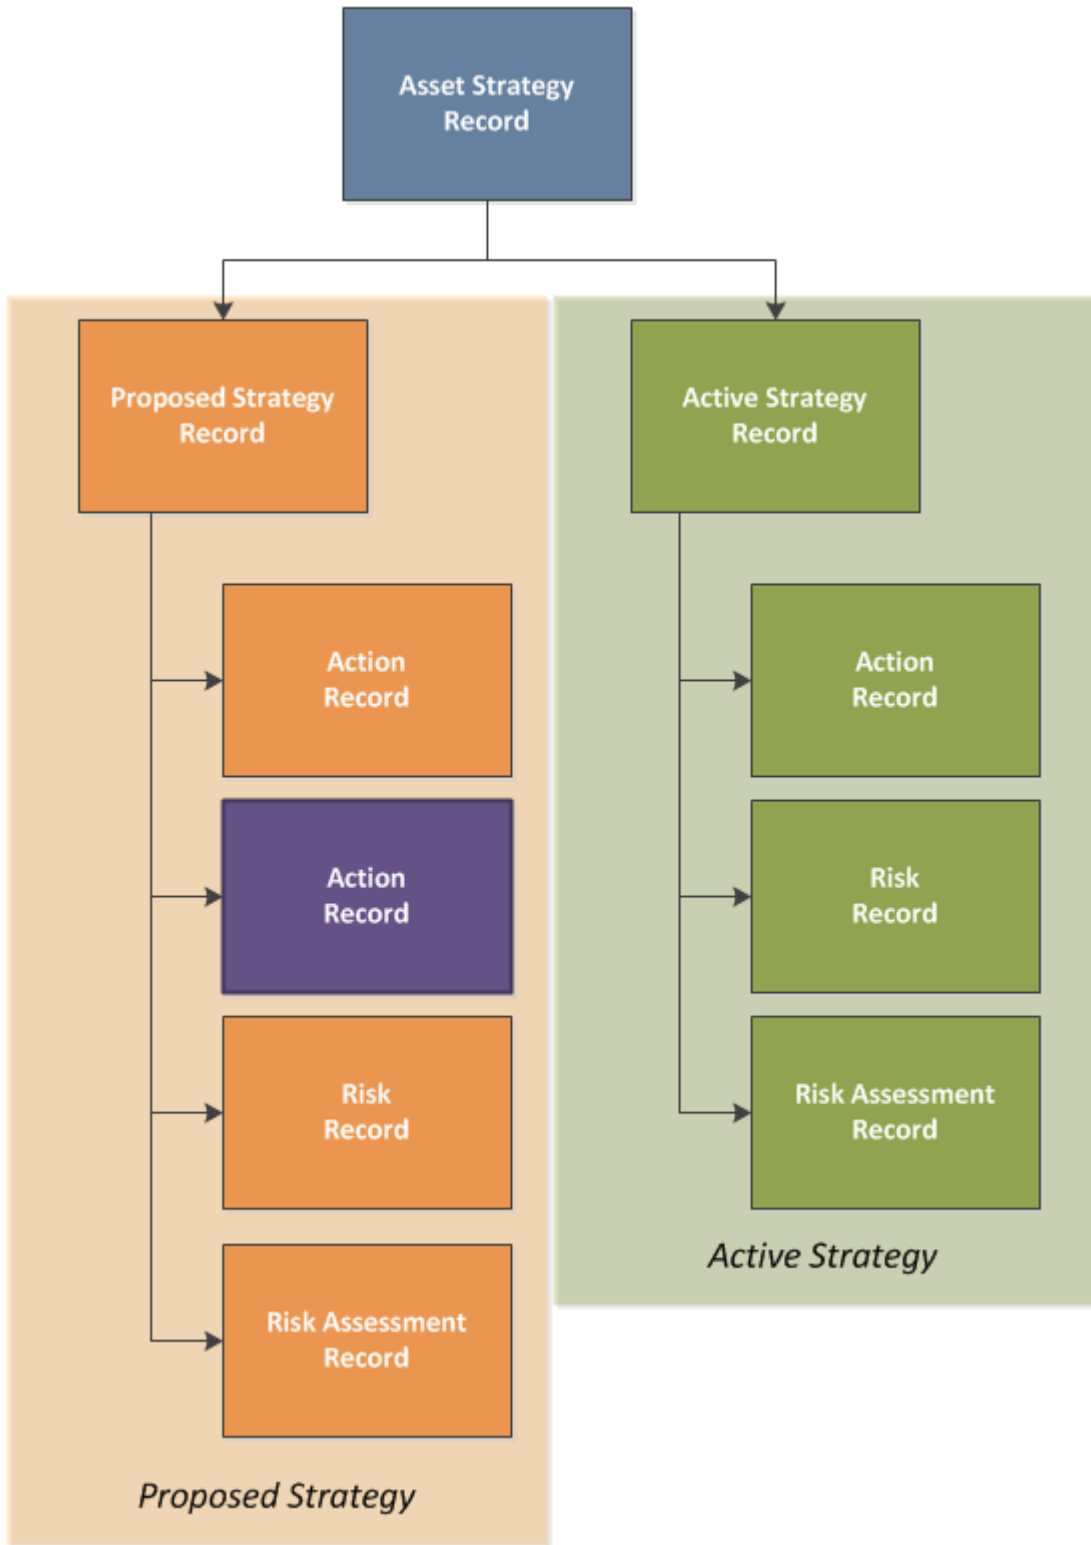 Asset Strategy
Record
Proposed Strategy
Record
Action
Record
Action
Record
Risk
Record
Risk Assessment
Record
Proposed Strategy
Active Strategy
Record
Action
Record
Risk
Record
Risk Assessment
Record
Active Strategy